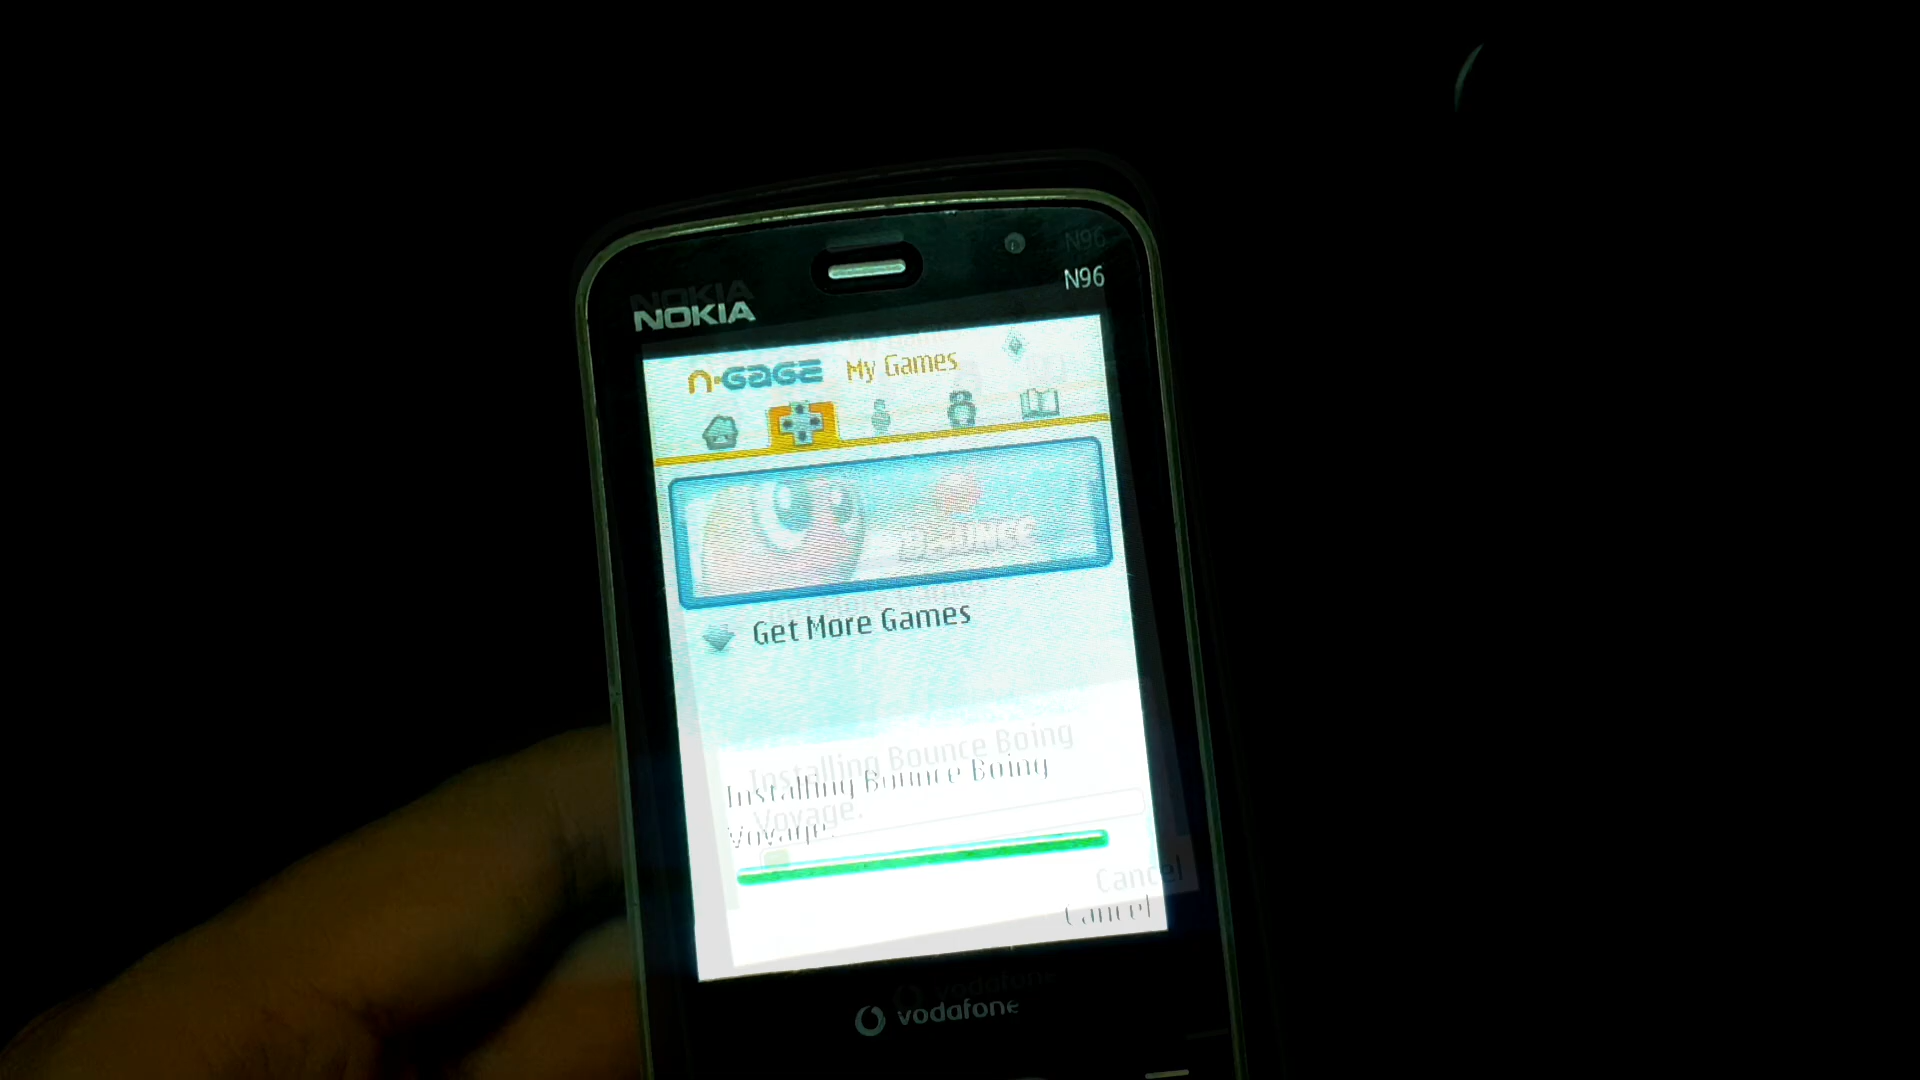 N96
NOKIA
n·GAGE My Games
BOUNCE
Get More Games
Installing Bounce Boing
Voyage.
Cancel
vodafone